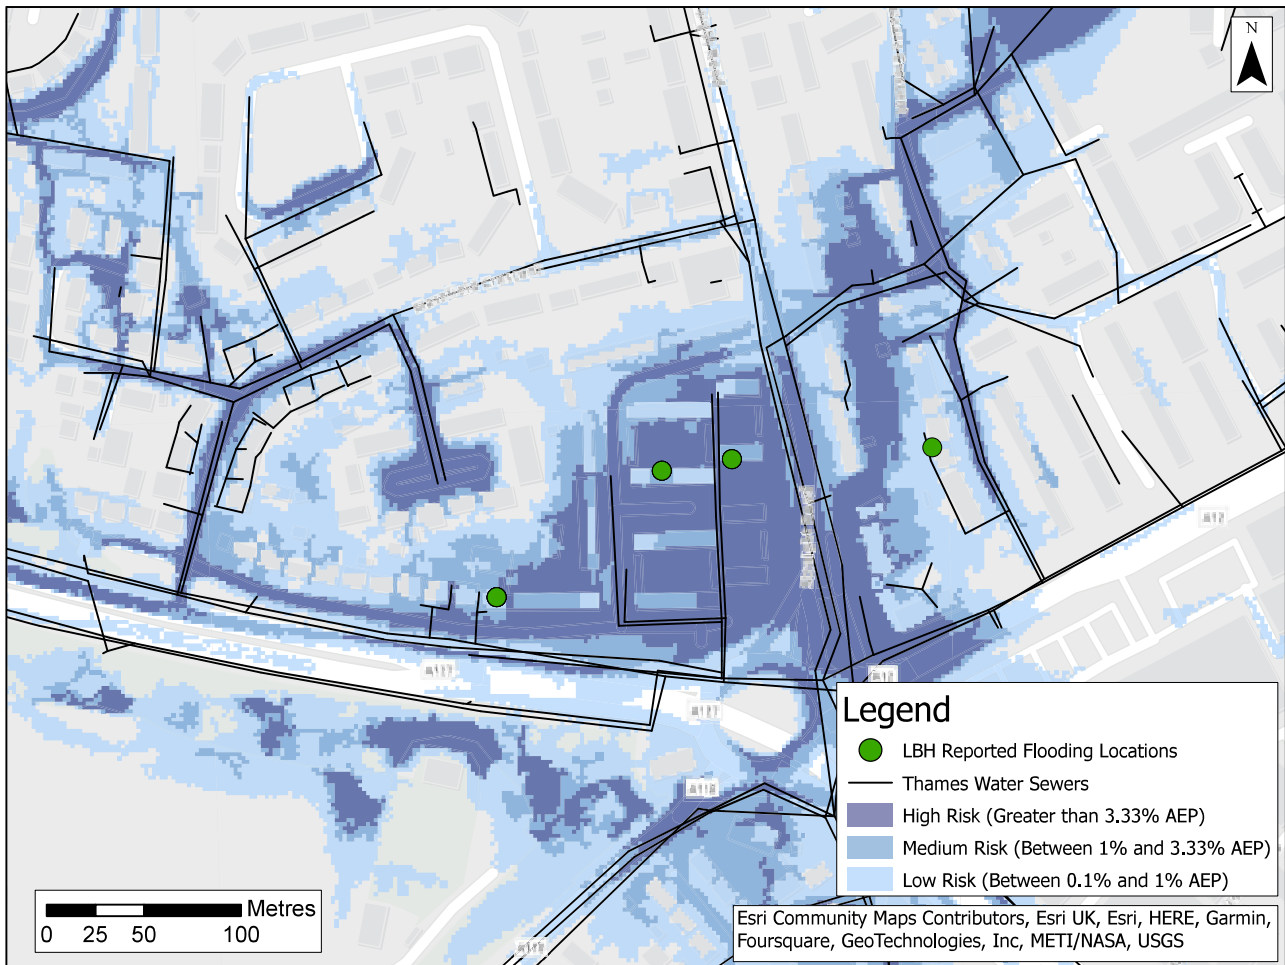 N
Legend
LBH Reported Flooding Locations
Thames Water Sewers
High Risk (Greater than 3.33% AEP)
Medium Risk (Between 1% and 3.33% AEP)
Low Risk (Between 0.1% and 1% AEP)
Metres
0 25 50 100
Esri Community Maps Contributors, Esri UK, Esri, HERE, Garmin,
Foursquare, GeoTechnologies, Inc, METI/NASA, USGS